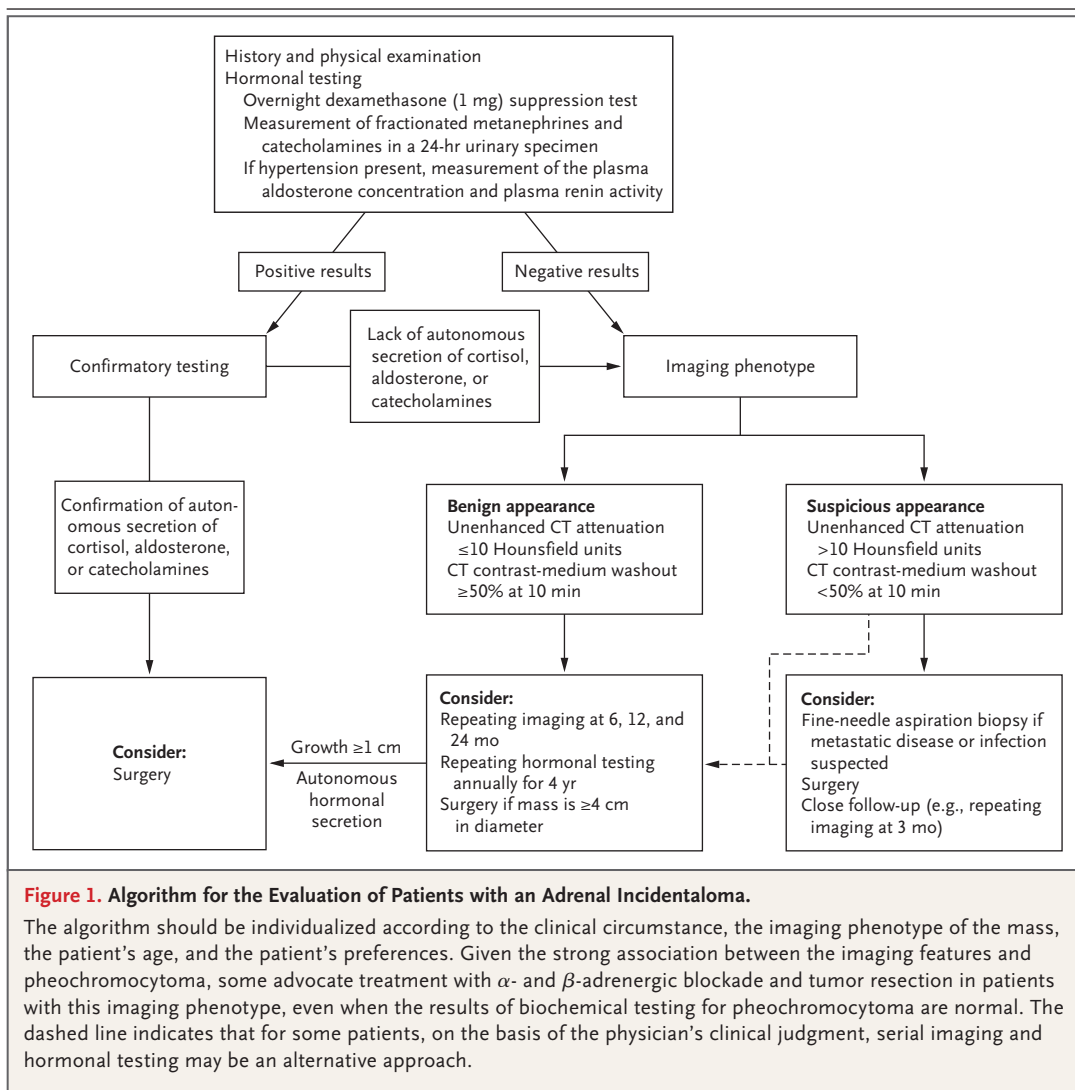 History and physical examination
Hormonal testing
Overnight dexamethasone (1 mg) suppression test
Measurement of fractionated metanephrines and
catecholamines in a 24-hr urinary specimen
If hypertension present, measurement of the plasma
aldosterone concentration and plasma renin activity
Positive results
Negative results
Confirmatory testing
Lack of autonomous
secretion of cortisol,
aldosterone, or
catecholamines
Imaging phenotype
Confirmation of auton-
omous secretion of
cortisol, aldosterone,
or catecholamines
Benign appearance
Unenhanced CT attenuation
≤10 Hounsfield units
CT contrast-medium washout
≥50% at 10 min
Suspicious appearance
Unenhanced CT attenuation
>10 Hounsfield units
CT contrast-medium washout
<50% at 10 min
Consider:
Surgery
Growth ≥1 cm
Autonomous
hormonal
secretion
Consider:
Repeating imaging at 6, 12, and
24 mo
Repeating hormonal testing
annually for 4 yr
Surgery if mass is ≥4 cm
in diameter
Consider:
Fine-needle aspiration biopsy if
metastatic disease or infection
suspected
Surgery
Close follow-up (e.g., repeating
imaging at 3 mo)
Figure 1. Algorithm for the Evaluation of Patients with an Adrenal Incidentaloma.
The algorithm should be individualized according to the clinical circumstance, the imaging phenotype of the mass,
the patient's age, and the patient's preferences. Given the strong association between the imaging features and
pheochromocytoma, some advocate treatment with α- and β-adrenergic blockade and tumor resection in patients
with this imaging phenotype, even when the results of biochemical testing for pheochromocytoma are normal. The
dashed line indicates that for some patients, on the basis of the physician's clinical judgment, serial imaging and
hormonal testing may be an alternative approach.